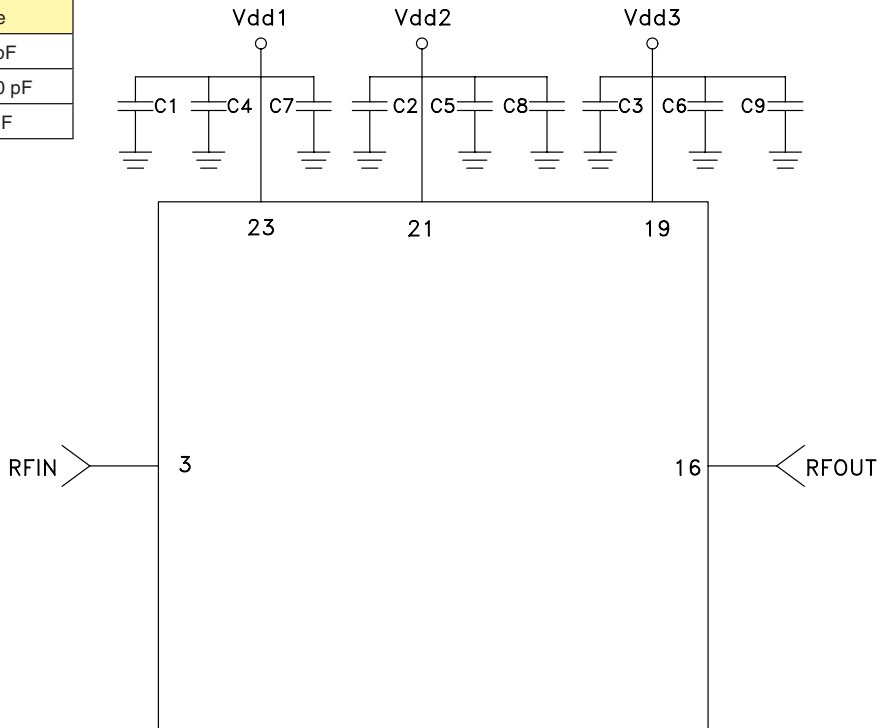 Vdd1 Vdd2 Vdd3
pF
0 pF
F
C1 C4 C7 C2 C5 C8 C3 C6 C9
23 21 19
RFIN 3 16 RFOUT